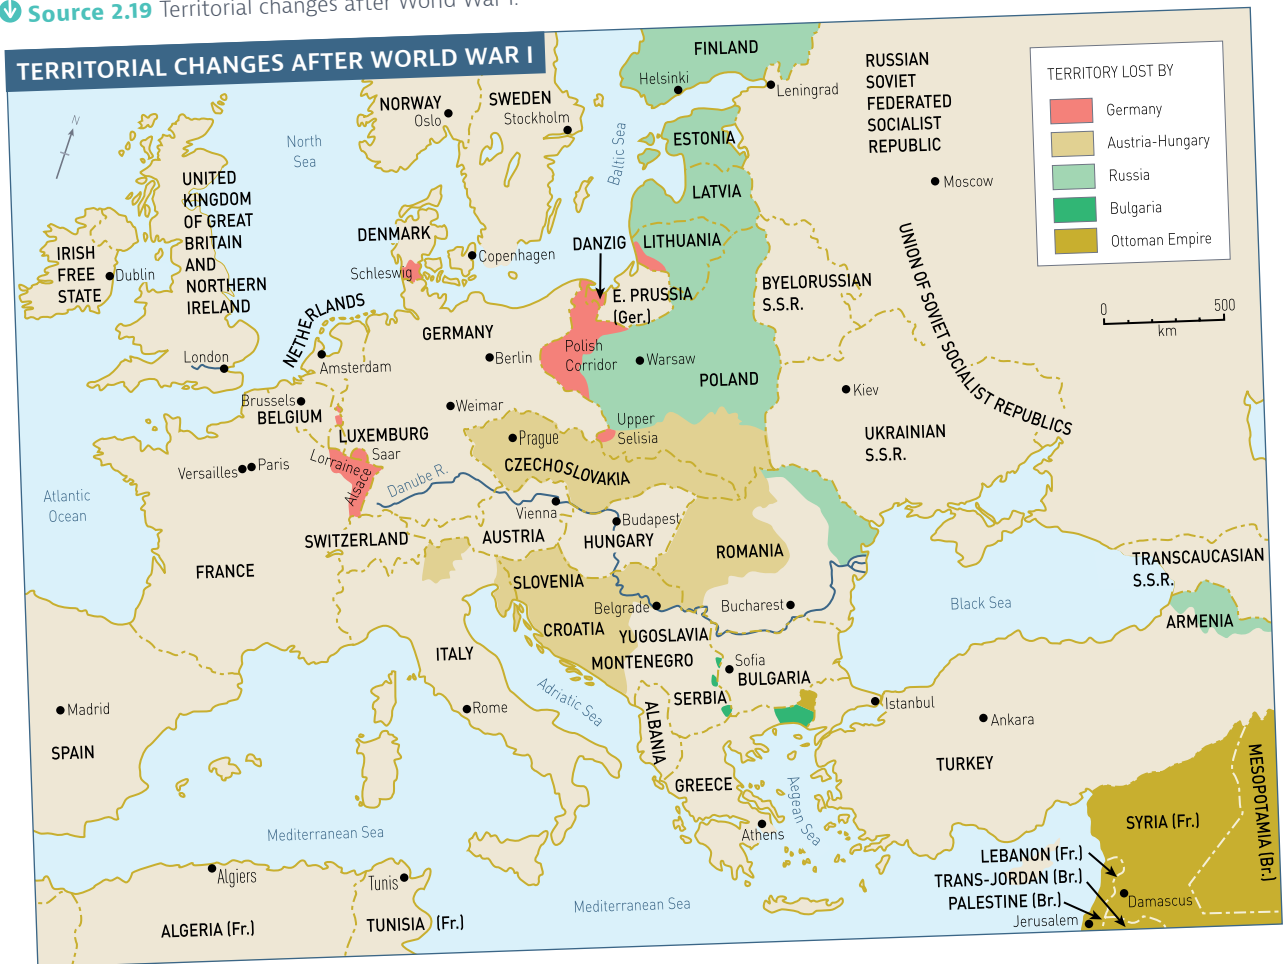 Source 2.19 Territorial changes after World War I.
TERRITORIAL CHANGES AFTER WORLD WAR I
TERRITORY LOST BY
Germany
Austria-Hungary
Russia
Bulgaria
Ottoman Empire
0
500
km
N
North
Sea
NORWAY
Oslo
SWEDEN
Stockholm
Baltic Sea
FINLAND
Helsinki
Leningrad
RUSSIAN
SOVIET
FEDERATED
SOCIALIST
REPUBLIC
Moscow
ESTONIA
LATVIA
LITHUANIA
UNITED
KINGDOM
OF GREAT
BRITAIN
AND
NORTHERN
IRELAND
IRISH
FREE
STATE
Dublin
London
DENMARK
Schleswig
Copenhagen
DANZIG
E. PRUSSIA
(Ger.)
BYELORUSSIAN
S.S.R.
UNION OF SOVIET SOCIALIST REPUBLICS
NETHERLANDS
Amsterdam
GERMANY
Berlin
Polish
Corridor
Warsaw
POLAND
Kiev
UKRAINIAN
S.S.R.
Brussels
BELGIUM
Weimar
LUXEMBURG
Saar
Lorraine
Alsace
Versailles
Paris
Upper
Selisia
Prague
CZECHOSLOVAKIA
Danube R.
Atlantic
Ocean
Vienna
AUSTRIA
Budapest
HUNGARY
SWITZERLAND
FRANCE
ROMANIA
SLOVENIA
Belgrade
Bucharest
CROATIA
YUGOSLAVIA
MONTENEGRO
SERBIA
Sofia
BULGARIA
Black Sea
TRANSCAUCASIAN
S.S.R.
ARMENIA
ITALY
Rome
Adriatic Sea
ALBANIA
GREECE
Athens
Aegean Sea
Istanbul
Ankara
TURKEY
Madrid
SPAIN
Mediterranean Sea
Mediterranean Sea
Algiers
ALGERIA (Fr.)
Tunis
TUNISIA (Fr.)
SYRIA (Fr.)
MESOPOTAMIA (Br.)
LEBANON (Fr.)
TRANS-JORDAN (Br.)
PALESTINE (Br.)
Damascus
Jerusalem